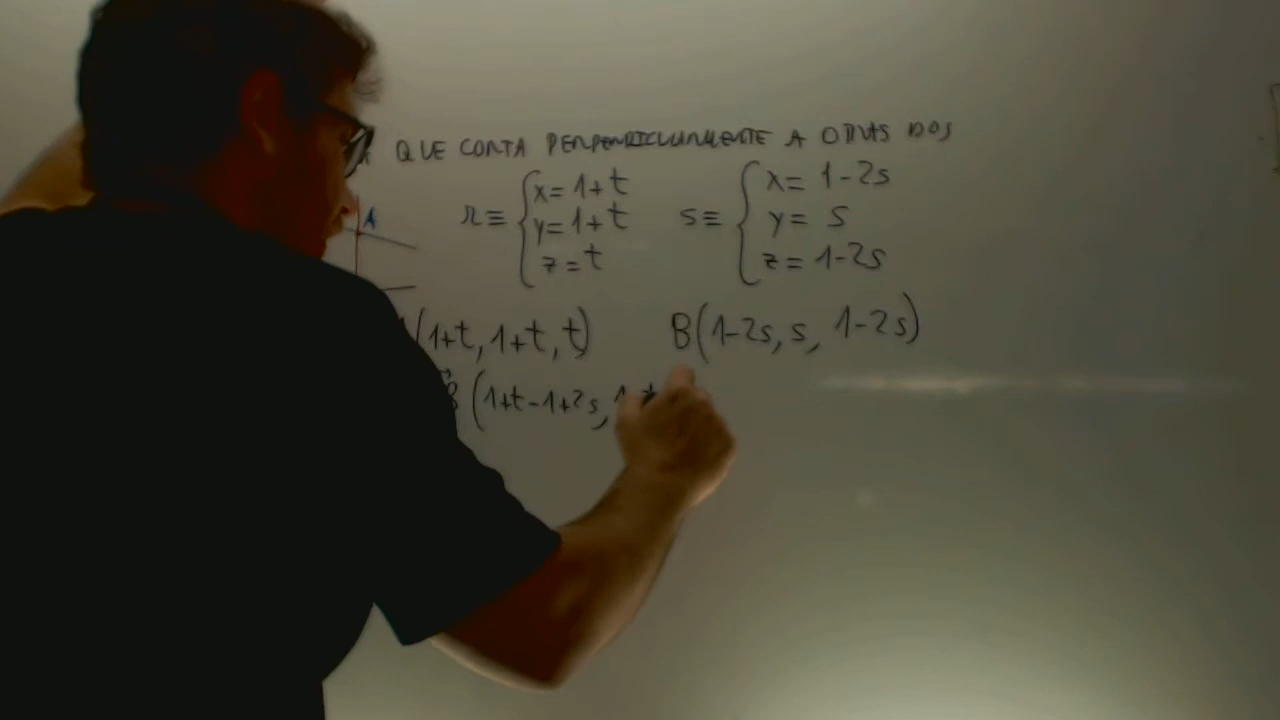 QUE CORTA PERPENDICULARMENTE A OTRAS DOS
A
r≡ { x= 1+t
y= 1+t
z=t
s≡ { x= 1-2s
y= s
z= 1-2s
(1+t, 1+t, t) B(1-2s, s, 1-2s)
B (1+t-1+2s, 1+